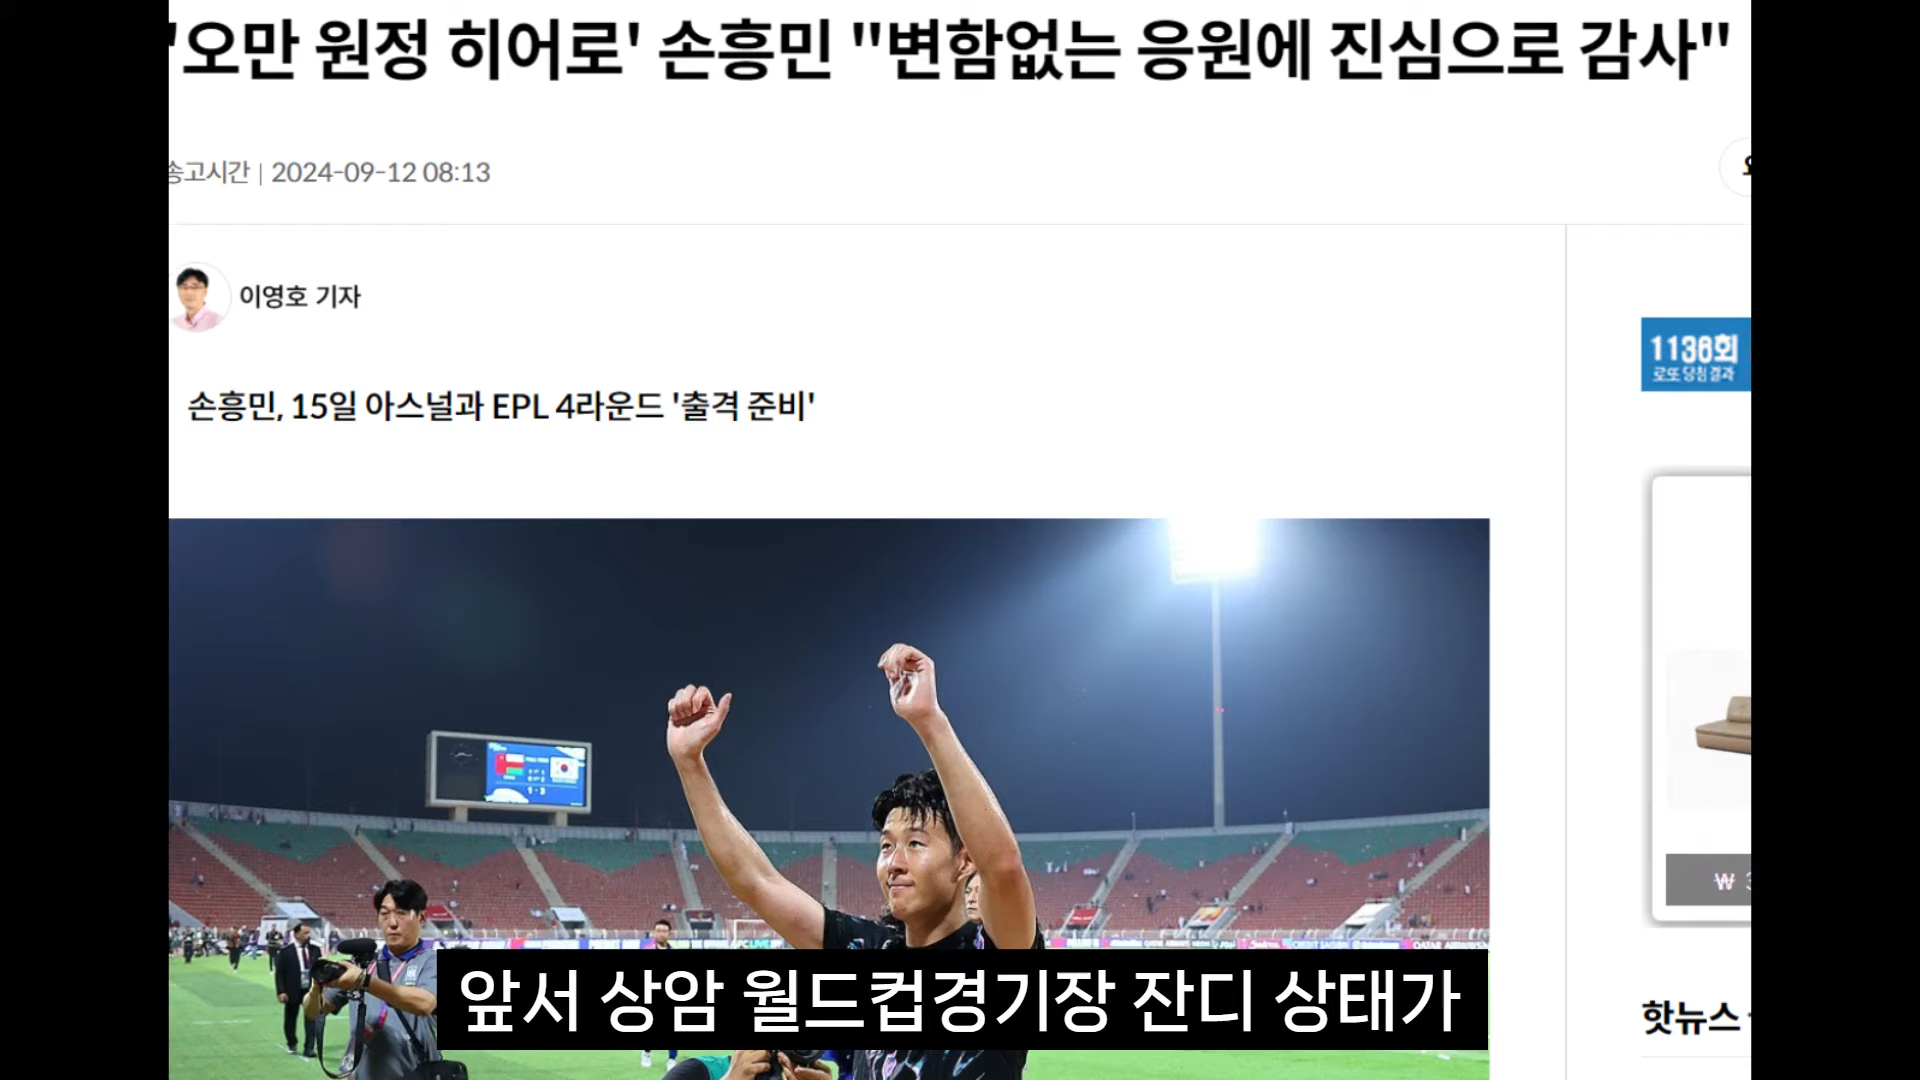 '오만 원정 히어로' 손흥민 "변함없는 응원에 진심으로 감사"
송고시간 | 2024-09-12 08:13
이영호 기자
손흥민, 15일 아스널과 EPL 4라운드 '출격 준비'
1136회
로또 당첨 결과
₩ 3
앞서 상암 월드컵경기장 잔디 상태가
핫뉴스